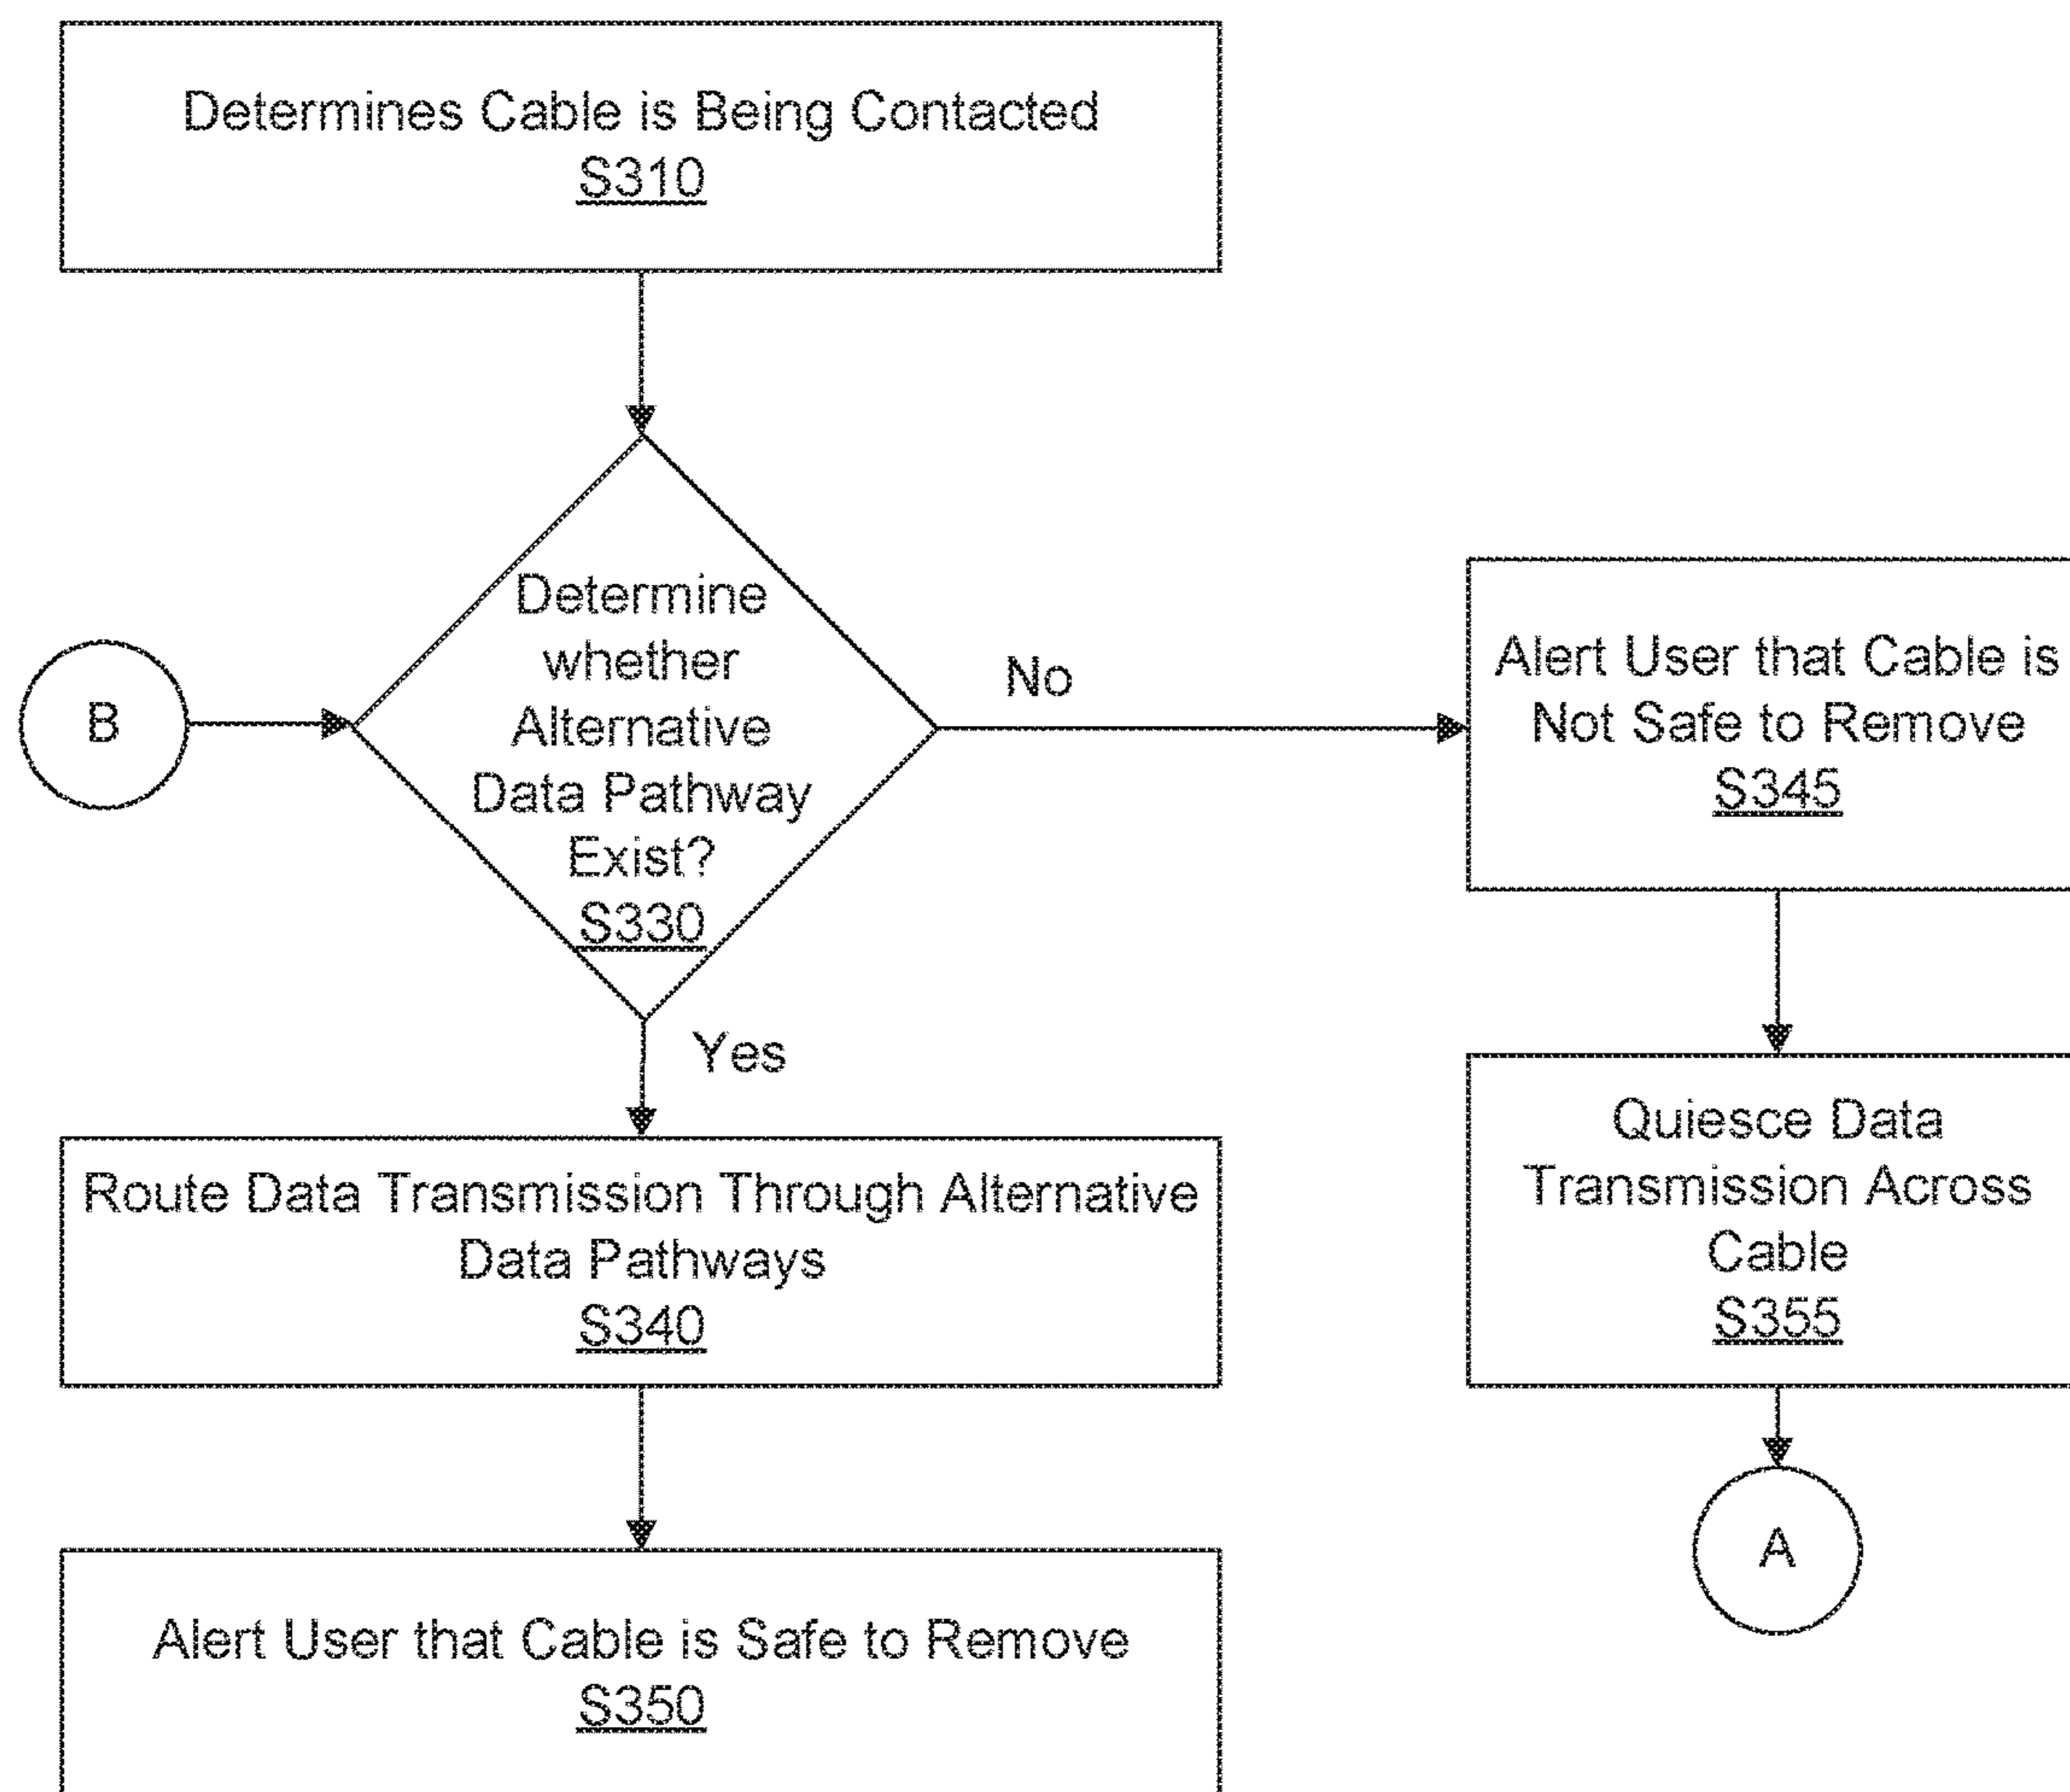 Determines Cable is Being Contacted
S310
Determine
whether
Alternative
Data Pathway
Exist?
S330
B
No
Alert User that Cable is
Not Safe to Remove
S345
Yes
Route Data Transmission Through Alternative
Data Pathways
S340
Quiesce Data
Transmission Across
Cable
S355
Alert User that Cable is Safe to Remove
S350
A